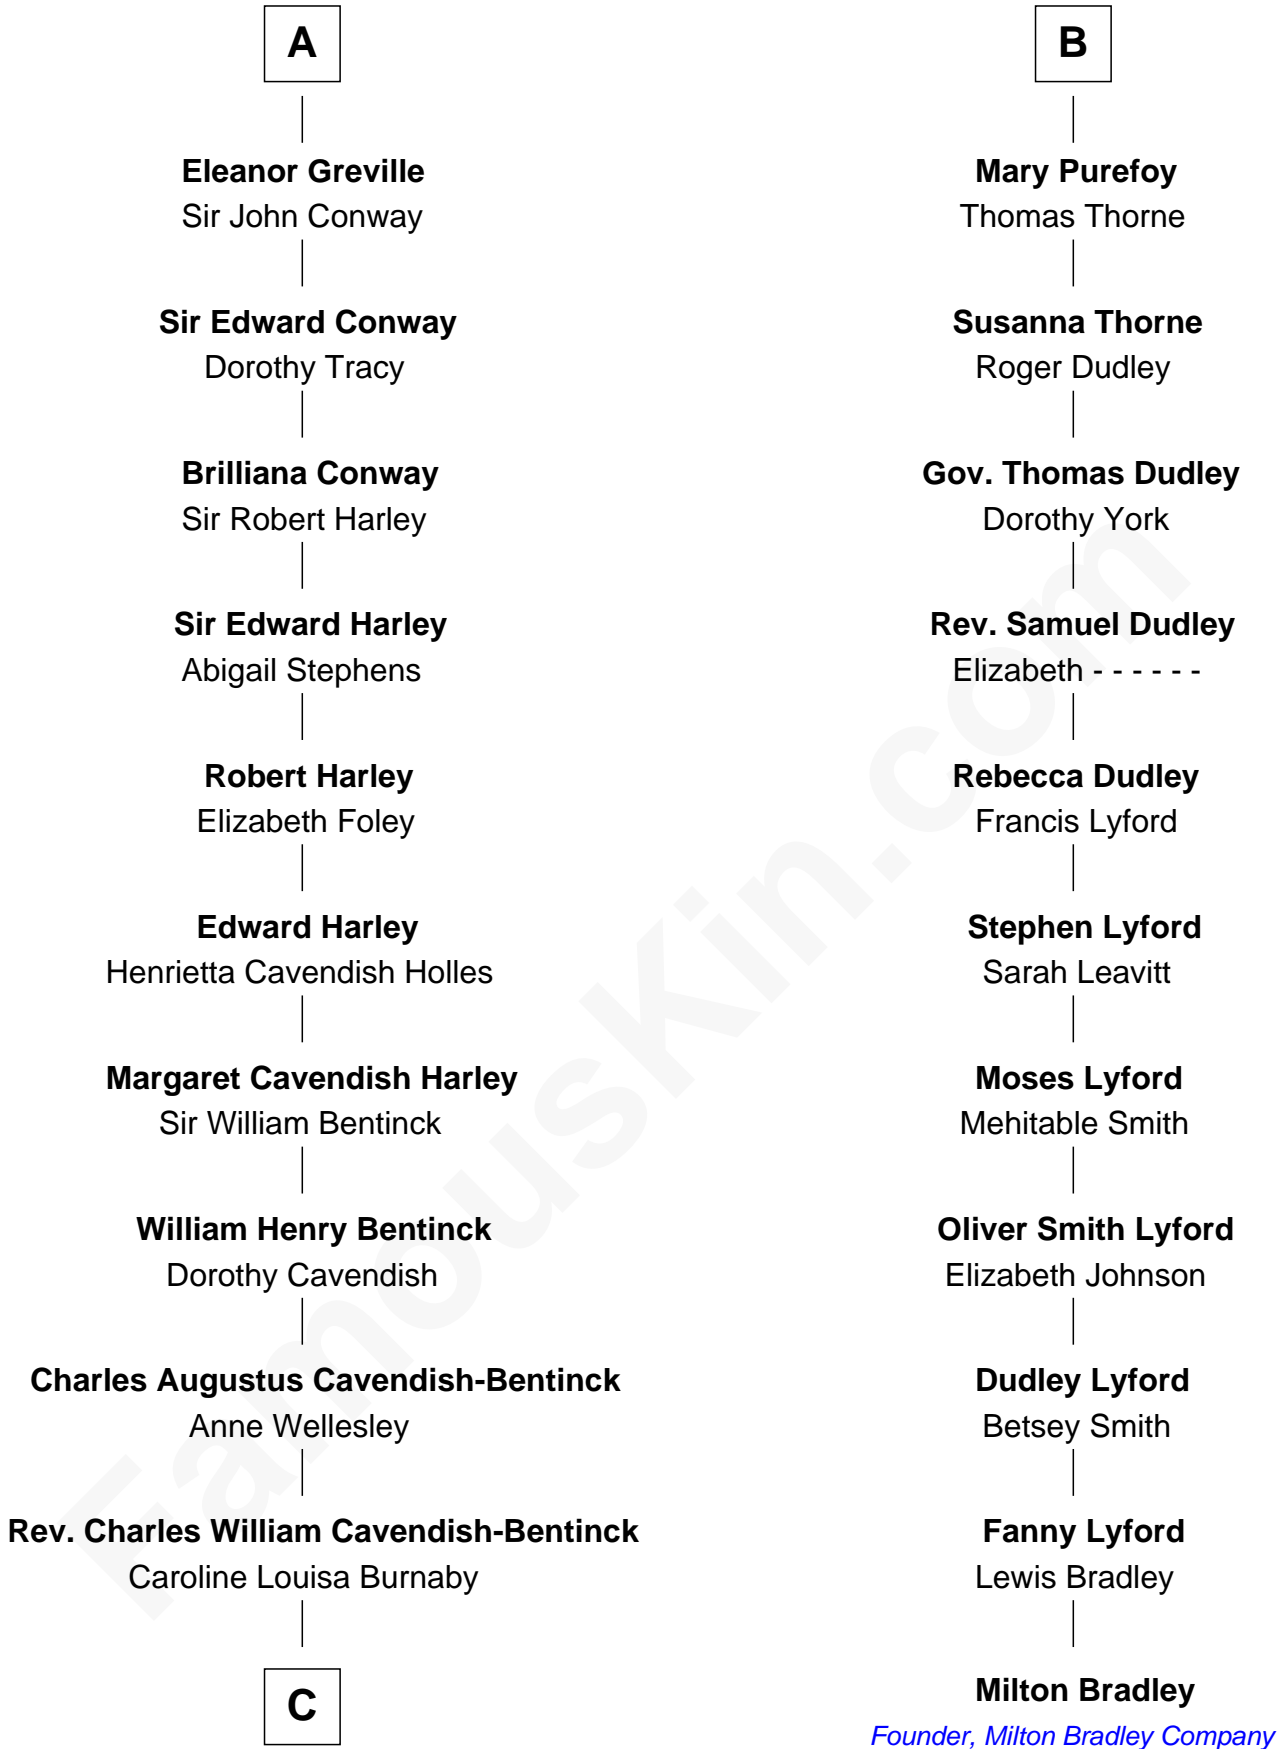 A
Eleanor Greville
Sir John Conway
Sir Edward Conway
Dorothy Tracy
Brilliana Conway
Sir Robert Harley
Sir Edward Harley
Abigail Stephens
Robert Harley
Elizabeth Foley
Edward Harley
Henrietta Cavendish Holles
Margaret Cavendish Harley
Sir William Bentinck
William Henry Bentinck
Dorothy Cavendish
Charles Augustus Cavendish-Bentinck
Anne Wellesley
Rev. Charles William Cavendish-Bentinck
Caroline Louisa Burnaby
C
B
Mary Purefoy
Thomas Thorne
Susanna Thorne
Roger Dudley
Gov. Thomas Dudley
Dorothy York
Rev. Samuel Dudley
Elizabeth - - - - - -
Rebecca Dudley
Francis Lyford
Stephen Lyford
Sarah Leavitt
Moses Lyford
Mehitable Smith
Oliver Smith Lyford
Elizabeth Johnson
Dudley Lyford
Betsey Smith
Fanny Lyford
Lewis Bradley
Milton Bradley
Founder, Milton Bradley Company
FamousKin.com